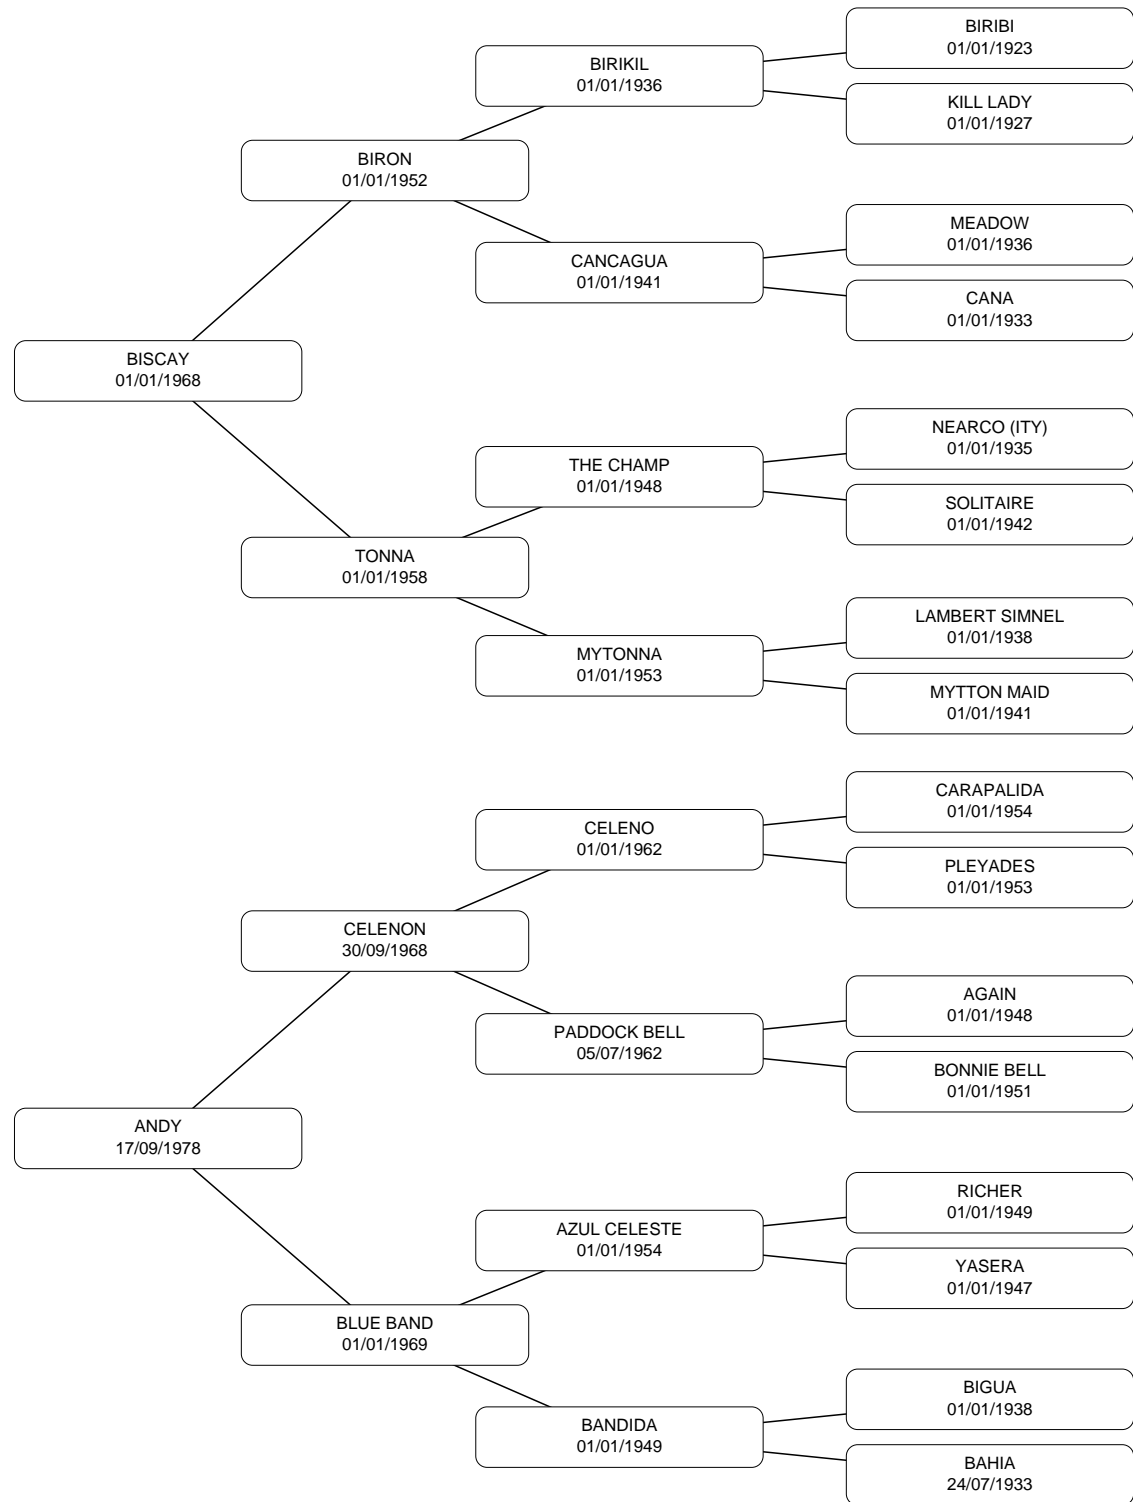 BIRIBI
01/01/1923
BIRIKIL
01/01/1936
KILL LADY
01/01/1927
BIRON
01/01/1952
MEADOW
01/01/1936
CANCAGUA
01/01/1941
CANA
01/01/1933
BISCAY
01/01/1968
NEARCO (ITY)
01/01/1935
THE CHAMP
01/01/1948
SOLITAIRE
01/01/1942
TONNA
01/01/1958
LAMBERT SIMNEL
01/01/1938
MYTONNA
01/01/1953
MYTTON MAID
01/01/1941
CARAPALIDA
01/01/1954
CELENO
01/01/1962
PLEYADES
01/01/1953
CELENON
30/09/1968
AGAIN
01/01/1948
PADDOCK BELL
05/07/1962
BONNIE BELL
01/01/1951
ANDY
17/09/1978
RICHER
01/01/1949
AZUL CELESTE
01/01/1954
YASERA
01/01/1947
BLUE BAND
01/01/1969
BIGUA
01/01/1938
BANDIDA
01/01/1949
BAHIA
24/07/1933